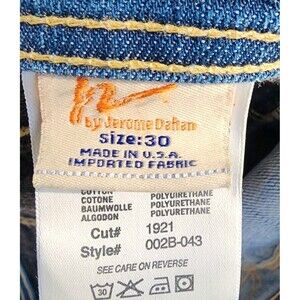 by Jerome Dahan
size:30
MADE IN U.S.A.
IMPORTED FABRIC
COTTON POLYURETHANE
COTONE POLYURETHANE
BAUMWOLLE POLYURETHANE
ALGODON POLYURETHANE
Cut# 1921
Style# 002B-043
SEE CARE ON REVERSE
30